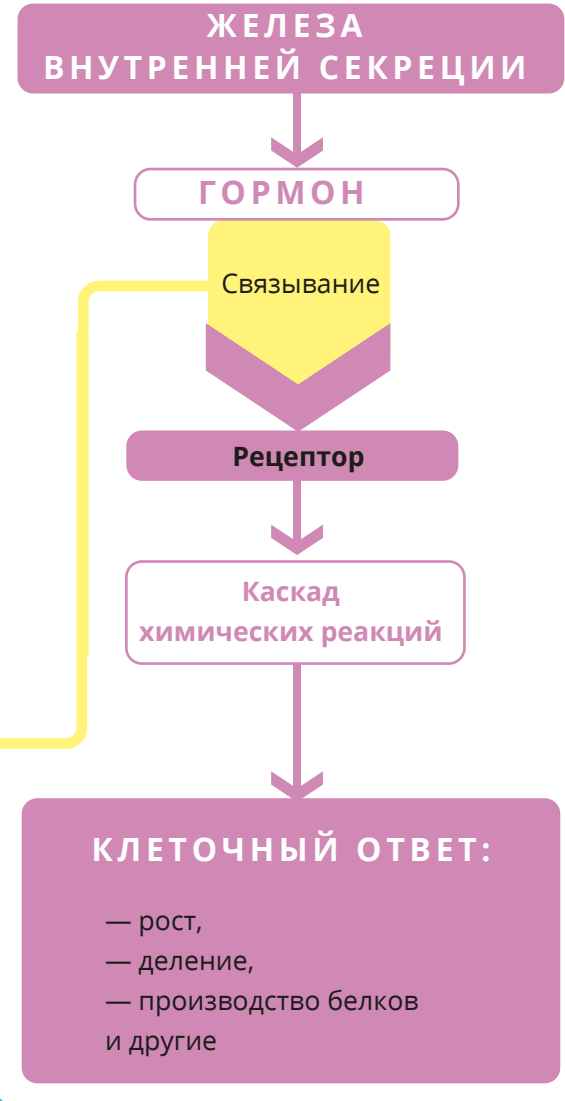 ЖЕЛЕЗА
ВНУТРЕННЕЙ СЕКРЕЦИИ
ГОРМОН
Связывание
Рецептор
Каскад
химических реакций
КЛЕТОЧНЫЙ ОТВЕТ:
— рост,
— деление,
— производство белков
и другие